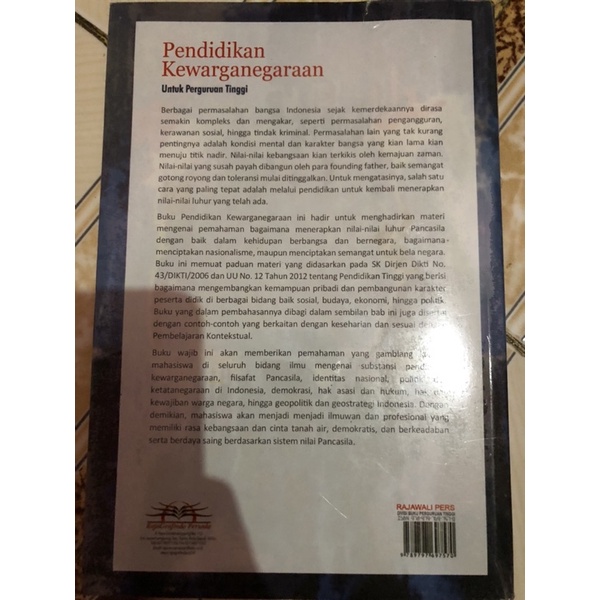 Pendidikan
Kewarganegaraan
Untuk Perguruan Tinggi
Berbagai permasalahan bangsa Indonesia sejak kemerdekaannya dirasa
semakin kompleks dan mengakar, seperti permasalahan pengangguran,
kerawanan sosial, hingga tindak kriminal. Permasalahan lain yang tak kurang
pentingnya adalah kondisi mental dan karakter bangsa yang kian lama kian
menuju titik nadir. Nilai-nilai kebangsaan kian terkikis oleh kemajuan zaman.
Nilai-nilai yang susah payah dibangun oleh para founding father, baik semangat
gotong royong dan toleransi mulai ditinggalkan. Untuk mengatasinya, salah satu
cara yang paling tepat adalah melalui pendidikan untuk kembali menerapkan
nilai-nilai luhur yang telah ada.
Buku Pendidikan Kewarganegaraan ini hadir untuk menghadirkan materi
mengenai pemahaman bagaimana menerapkan nilai-nilai luhur Pancasila
dengan baik dalam kehidupan berbangsa dan bernegara, bagaimana
menciptakan nasionalisme, maupun menciptakan semangat untuk bela negara.
Buku ini memuat paduan materi yang didasarkan pada SK Dirjen Dikti No.
43/DIKTI/2006 dan UU No. 12 Tahun 2012 tentang Pendidikan Tinggi yang berisi
bagaimana mengembangkan kemampuan pribadi dan pembangunan karakter
peserta didik di berbagai bidang baik sosial, budaya, ekonomi, hingga politik.
Buku yang dalam pembahasannya dibagi dalam sembilan bab ini juga disertai
dengan contoh-contoh yang berkaitan dengan keseharian dan sesuai dengan
Pembelajaran Kontekstual.
Buku wajib ini akan memberikan pemahaman yang gamblang
mahasiswa di seluruh bidang ilmu mengenai substansi
kewarganegaraan, filsafat Pancasila, identitas nasional,
ketatanegaraan di Indonesia, demokrasi, hak asasi dan hukum,
kewajiban warga negara, hingga geopolitik dan geostrategi Indonesia. Dengan
demikian, mahasiswa akan menjadi menjadi ilmuwan dan profesional yang
memiliki rasa kebangsaan dan cinta tanah air, demokratis, dan berkeadaban
serta berdaya saing berdasarkan sistem nilai Pancasila.
RajaGrafindo Persada
RAJAWALI PERS
DIVISI BUKU PERGURUAN TINGGI